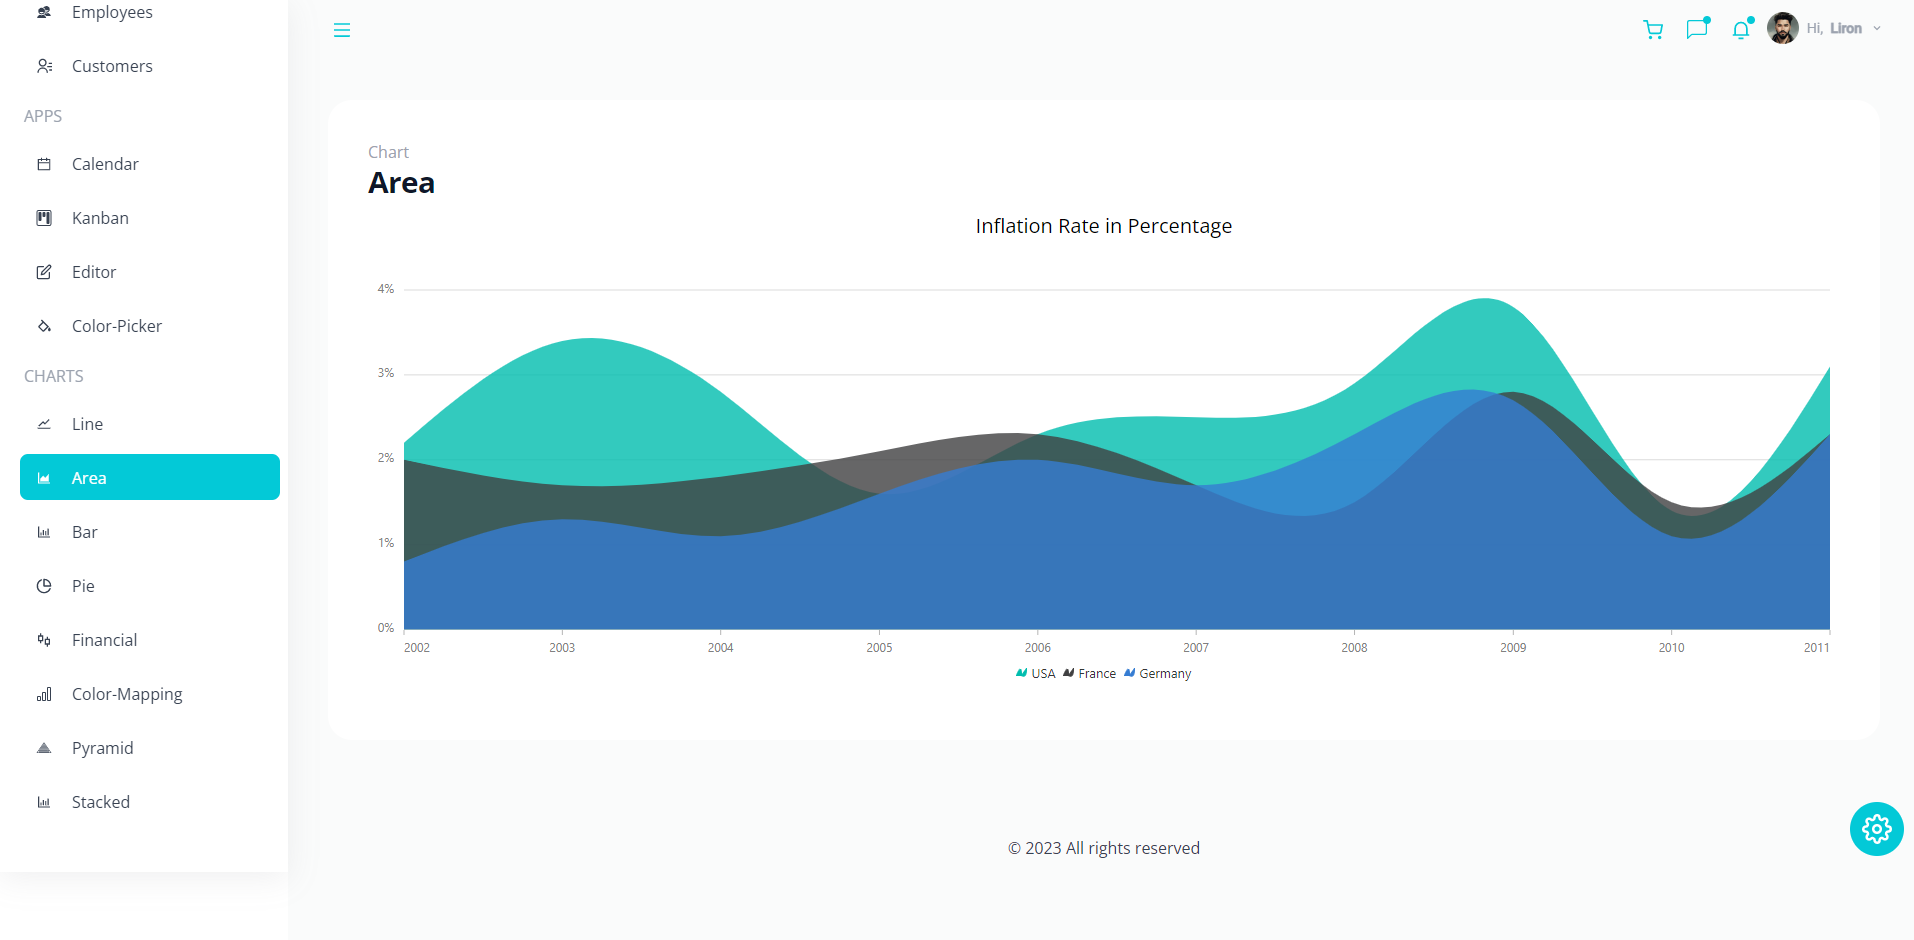 Employees
Customers
APPS
Calendar
Kanban
Editor
Color-Picker
CHARTS
Line
Area
Bar
Pie
Financial
Color-Mapping
Pyramid
Stacked
Hi, Liron
Chart
Area
Inflation Rate in Percentage
4%
3%
2%
1%
0%
2002 2003 2004 2005 2006 2007 2008 2009 2010 2011
USA France Germany
© 2023 All rights reserved